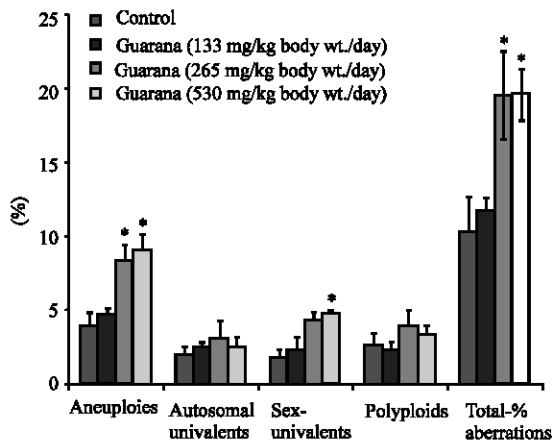 Control
Guarana (133 mg/kg body wt./day)
Guarana (265 mg/kg body wt./day)
Guarana (530 mg/kg body wt./day)
25
20
15
10
5
0
(%)
* * * * *
Aneuploies
Autosomal
univalents
Sex-
univalents
Polyploids
Total-%
aberrations